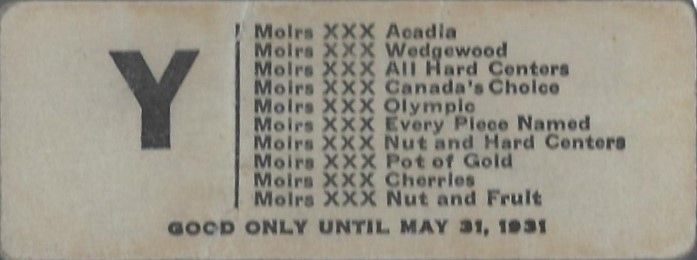 Y
Moirs XXX Acadia
Moirs XXX Wedgewood
Moirs XXX All Hard Centers
Moirs XXX Canada's Choice
Moirs XXX Olympic
Moirs XXX Every Piece Named
Moirs XXX Nut and Hard Centers
Moirs XXX Pot of Gold
Moirs XXX Cherries
Moirs XXX Nut and Fruit
GOOD ONLY UNTIL MAY 31, 1931